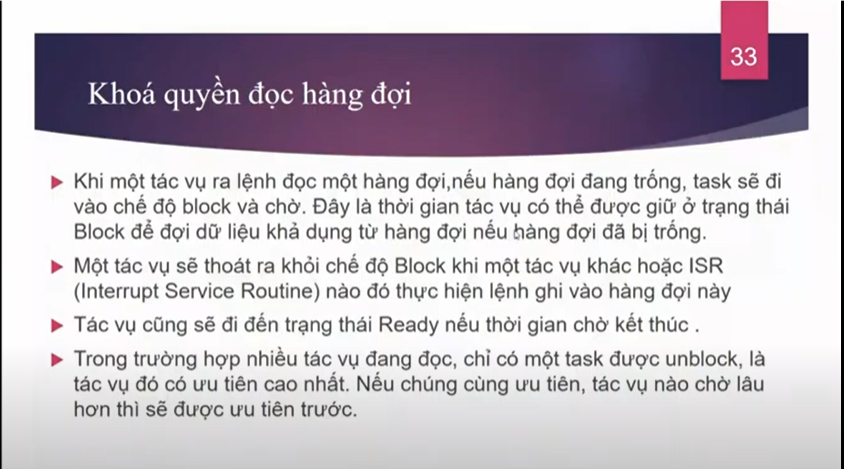 33
Khoá quyền đọc hàng đợi
Khi một tác vụ ra lệnh đọc một hàng đợi,nếu hàng đợi đang trống, task sẽ đi
vào chế độ block và chờ. Đây là thời gian tác vụ có thể được giữ ở trạng thái
Block để đợi dữ liệu khả dụng từ hàng đợi nếu hàng đợi đã bị trống.
Một tác vụ sẽ thoát ra khỏi chế độ Block khi một tác vụ khác hoặc ISR
(Interrupt Service Routine) nào đó thực hiện lệnh ghi vào hàng đợi này
Tác vụ cũng sẽ đi đến trạng thái Ready nếu thời gian chờ kết thúc .
Trong trường hợp nhiều tác vụ đang đọc, chỉ có một task được unblock, là
tác vụ đó có ưu tiên cao nhất. Nếu chúng cùng ưu tiên, tác vụ nào chờ lâu
hơn thì sẽ được ưu tiên trước.